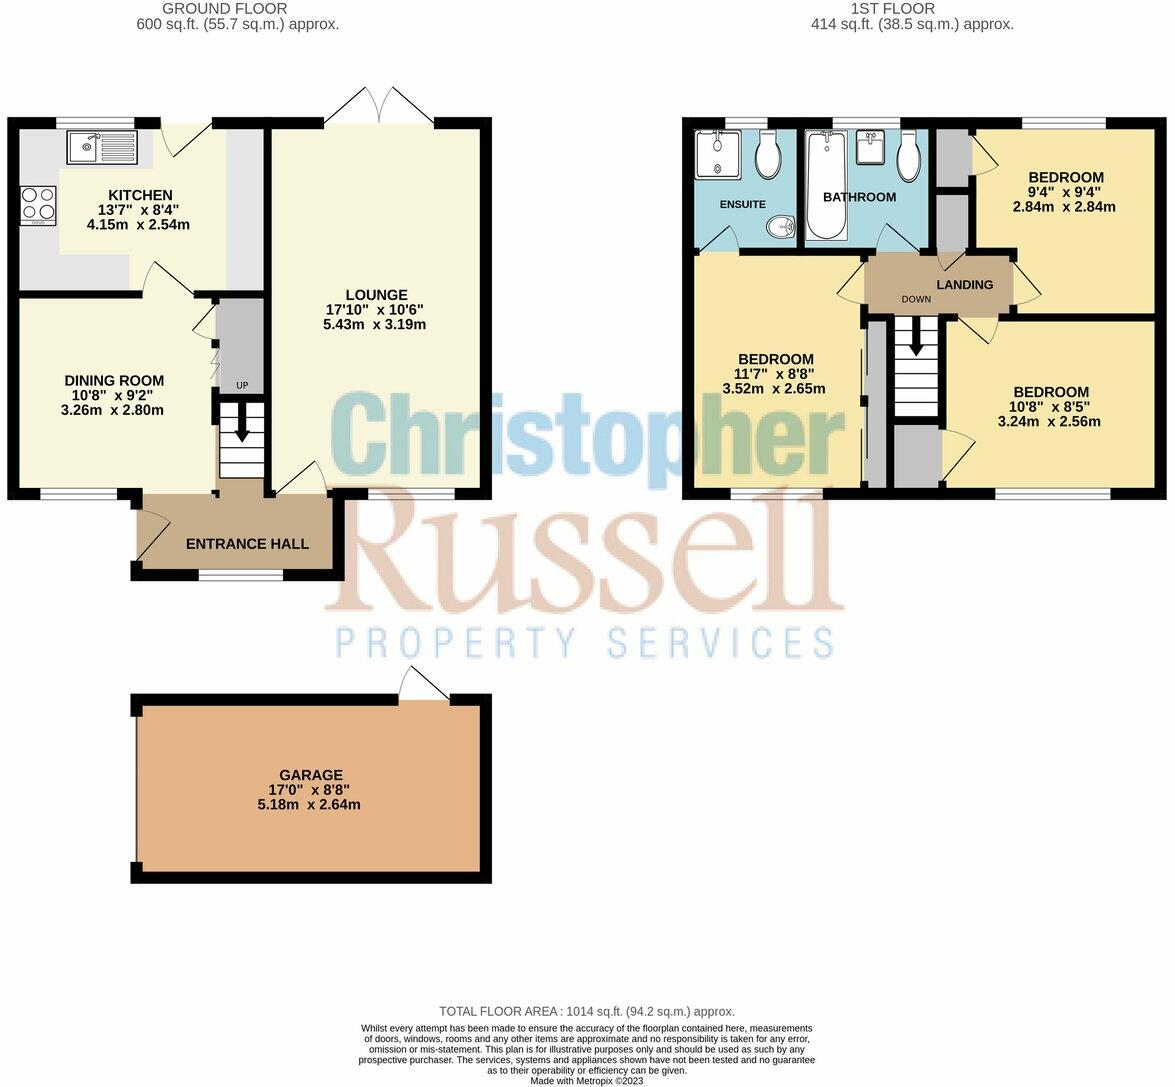 GROUND FLOOR
600 sq.ft. (55.7 sq.m.) approx.
1ST FLOOR
414 sq.ft. (38.5 sq.m.) approx.
KITCHEN
13'7" x 8'4"
4.15m x 2.54m
LOUNGE
17'10" x 10'6"
5.43m x 3.19m
DINING ROOM
10'8" x 9'2"
3.26m x 2.80m
UP
ENTRANCE HALL
ENSUITE
BATHROOM
BEDROOM
9'4" x 9'4"
2.84m x 2.84m
LANDING
DOWN
BEDROOM
11'7" x 8'8"
3.52m x 2.65m
BEDROOM
10'8" x 8'5"
3.24m x 2.56m
Christopher
Russell
PROPERTY SERVICES
GARAGE
17'0" x 8'8"
5.18m x 2.64m
TOTAL FLOOR AREA : 1014 sq.ft. (94.2 sq.m.) approx.
Whilst every attempt has been made to ensure the accuracy of the floorplan contained here, measurements
of doors, windows, rooms and any other items are approximate and no responsibility is taken for any error,
omission or mis-statement. This plan is for illustrative purposes only and should be used as such by any
prospective purchaser. The services, systems and appliances shown have not been tested and no guarantee
as to their operability or efficiency can be given.
Made with Metropix ©2023